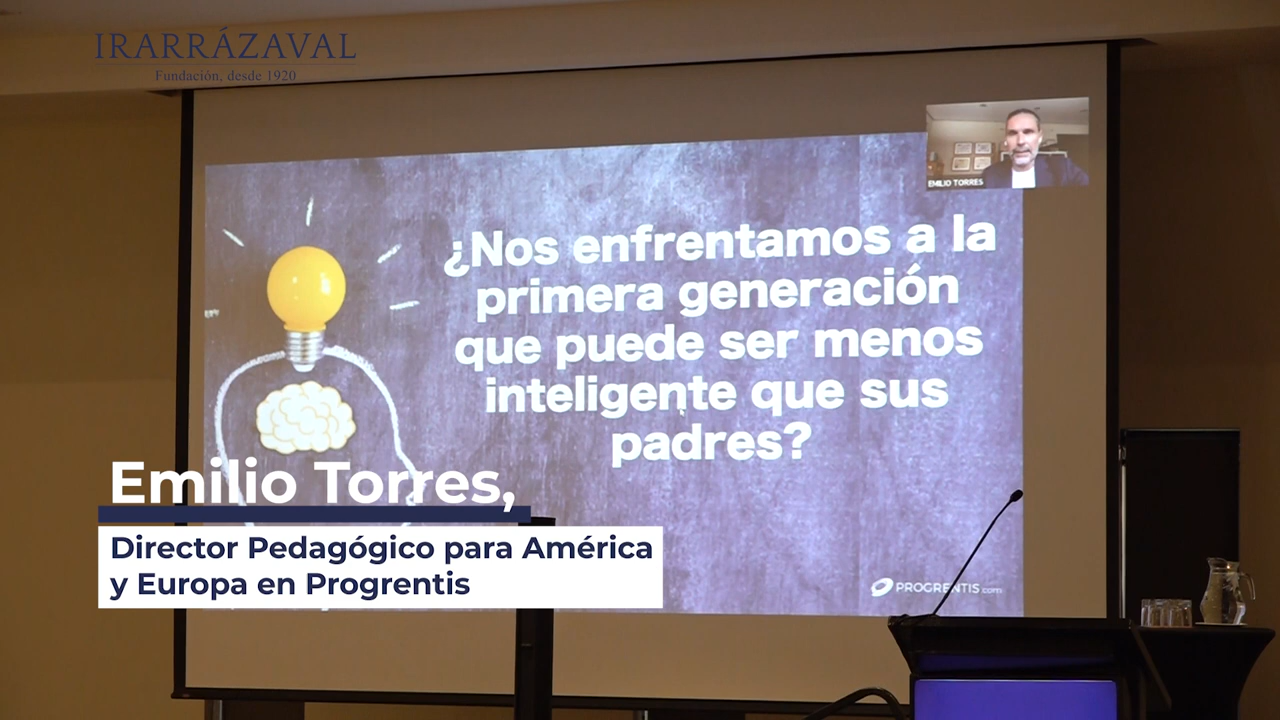 IRARRÁZAVAL
Fundación, desde 1920
EMILIO TORRES
¿Nos enfrentamos a la
primera generación
que puede ser menos
inteligente que sus
padres?
Emilio Torres,
Director Pedagógico para América
y Europa en Progrentis
PROGRENTIS.com